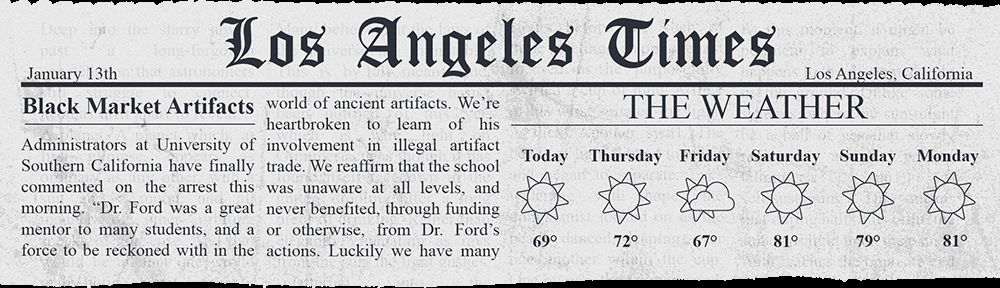 Los Angeles Times
January 13th
Los Angeles, California
Black Market Artifacts
Administrators at University of
Southern California have finally
commented on the arrest this
morning. “Dr. Ford was a great
mentor to many students, and a
force to be reckoned with in the
world of ancient artifacts. We’re
heartbroken to learn of his
involvement in illegal artifact
trade. We reaffirm that the school
was unaware at all levels, and
never benefited, through funding
or otherwise, from Dr. Ford’s
actions. Luckily we have many
THE WEATHER
Today Thursday Friday Saturday Sunday Monday
69° 72° 67° 81° 79° 81°